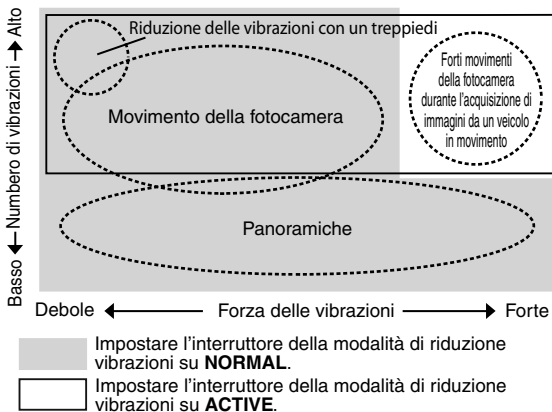 Alto
Numero di vibrazioni
Basso
Riduzione delle vibrazioni con un treppiedi
Movimento della fotocamera
Forti movimenti
della fotocamera
durante l'acquisizione di
immagini da un veicolo
in movimento
Panoramiche
Debole
Forza delle vibrazioni
Forte
Impostare l'interruttore della modalità di riduzione
vibrazioni su NORMAL.
Impostare l'interruttore della modalità di riduzione
vibrazioni su ACTIVE.